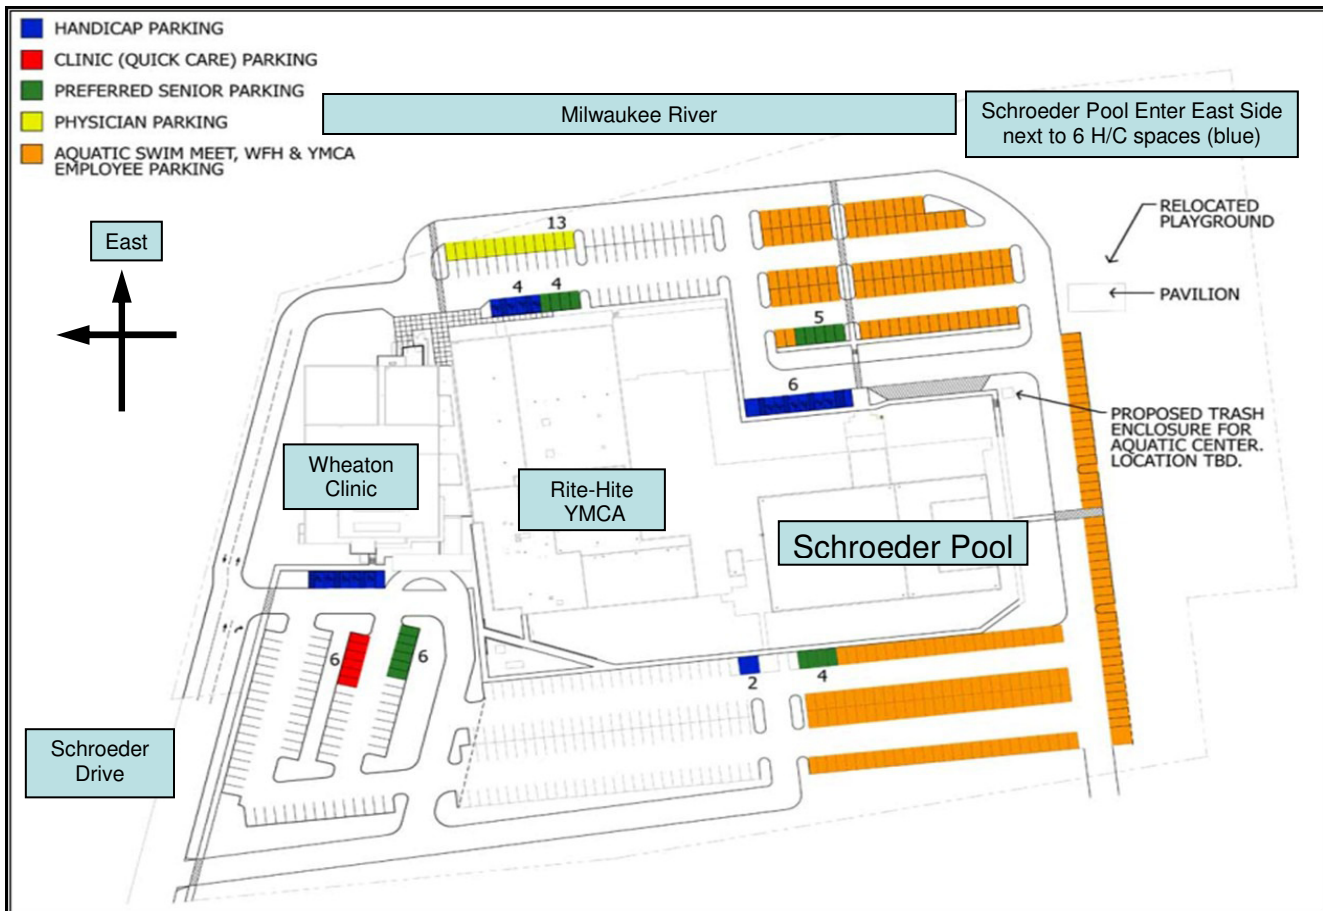 HANDICAP PARKING
CLINIC (QUICK CARE) PARKING
PREFERRED SENIOR PARKING
PHYSICIAN PARKING
AQUATIC SWIM MEET, WFH & YMCA
EMPLOYEE PARKING
Milwaukee River
Schroeder Pool Enter East Side
next to 6 H/C spaces (blue)
East
RELOCATED
PLAYGROUND
PAVILION
13
4
4
5
6
PROPOSED TRASH
ENCLOSURE FOR
AQUATIC CENTER.
LOCATION TBD.
Wheaton
Clinic
Rite-Hite
YMCA
Schroeder Pool
6
6
2
4
Schroeder
Drive